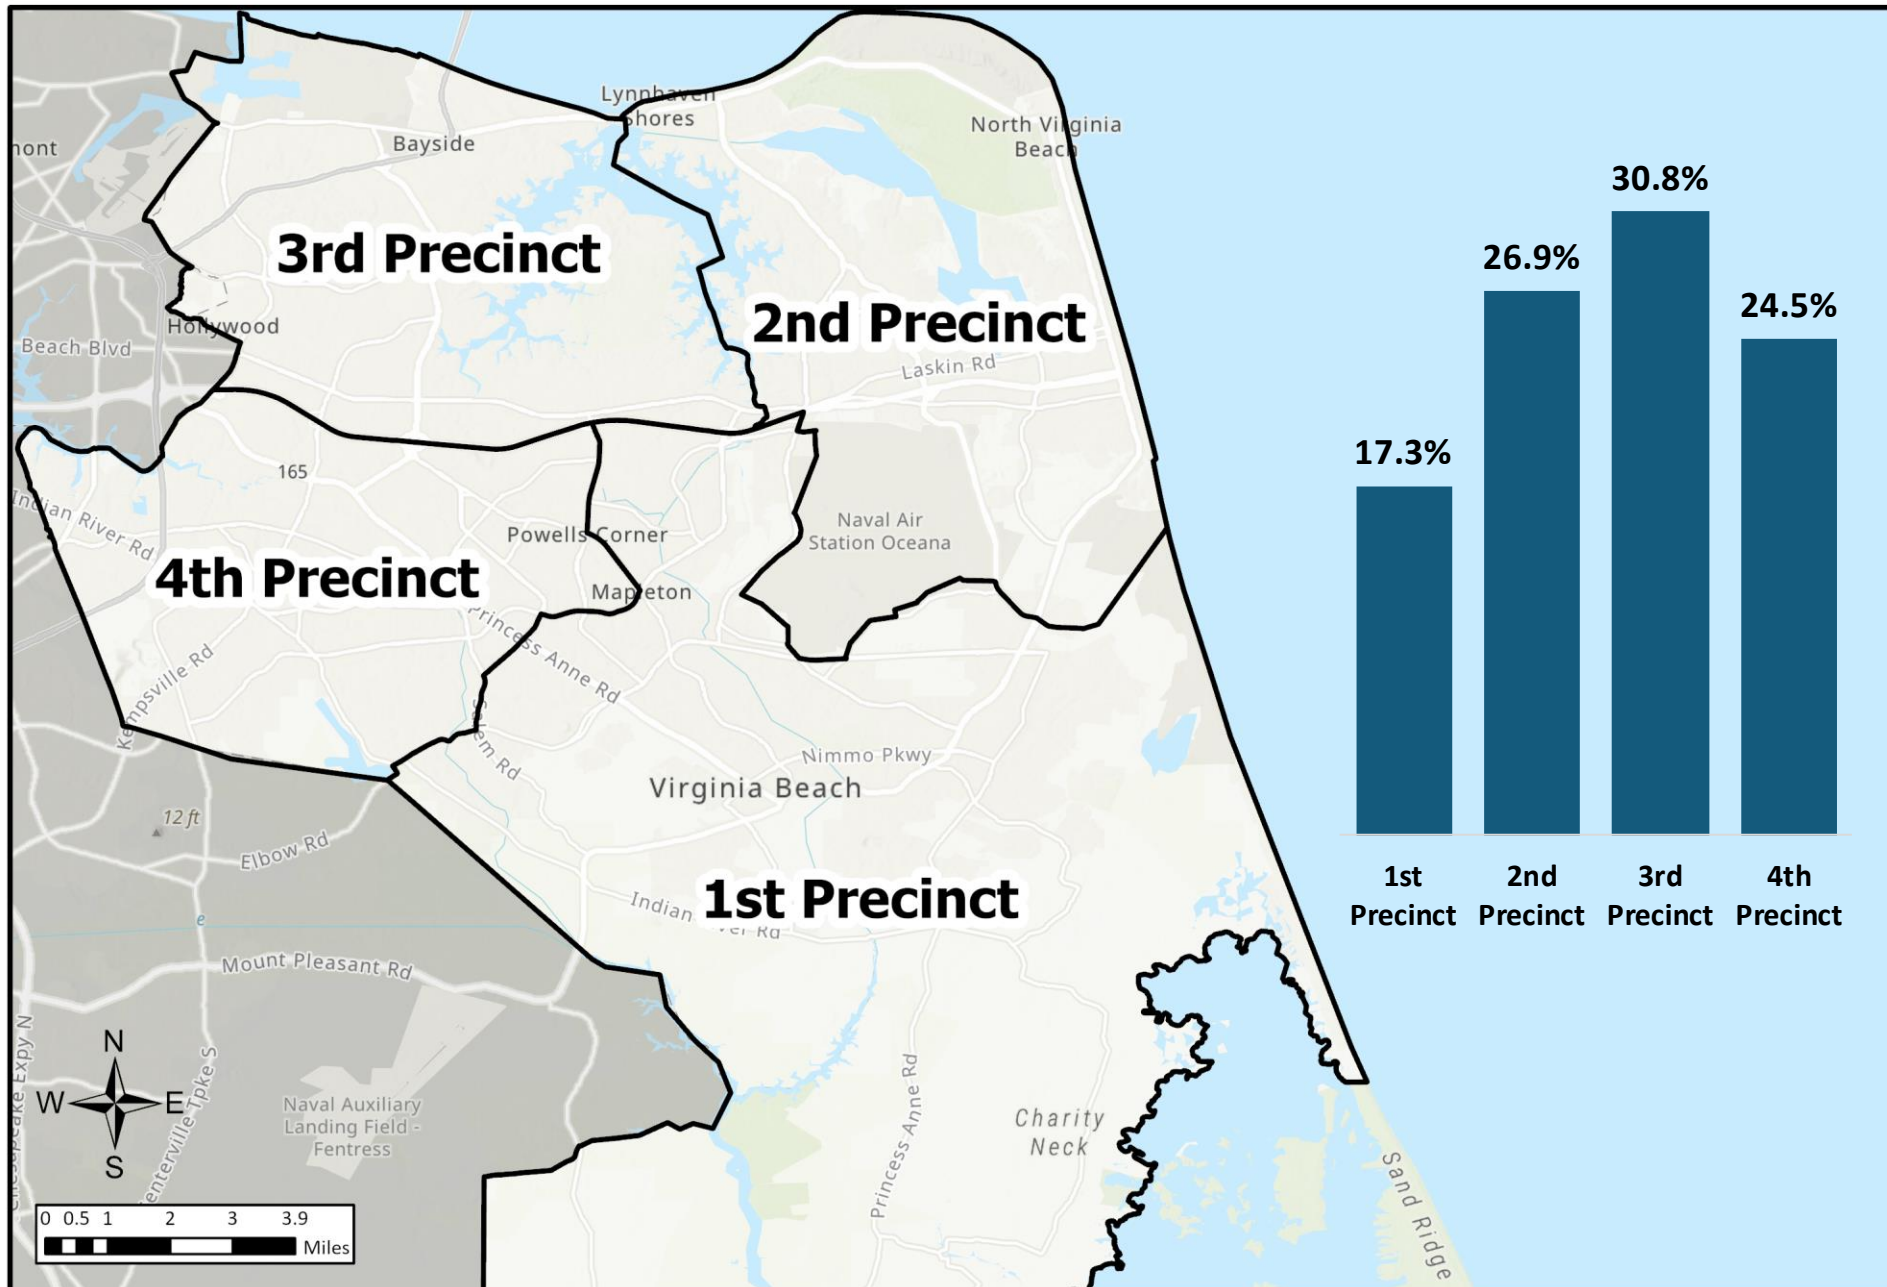 Lynnhaven
Shores
North Virginia
Beach
mont
Bayside
3rd Precinct
2nd Precinct
Hollywood
Beach Blvd
Laskin Rd
165
Indian River Rd
Powells Corner
Naval Air
Station Oceana
4th Precinct
Mapleton
Princess Anne Rd
Kempsville Rd
Salem Rd
Nimmo Pkwy
Virginia Beach
12 ft
Elbow Rd
1st Precinct
Indian River Rd
e
Mount Pleasant Rd
Chesapeake Expy N
Centerville Tpke S
Naval Auxiliary
Landing Field -
Fentress
Princess Anne Rd
Charity
Neck
Sand Ridge
N
W E
S
0 0.5 1 2 3 3.9
Miles
30.8%
26.9%
24.5%
17.3%
1st
Precinct
2nd
Precinct
3rd
Precinct
4th
Precinct